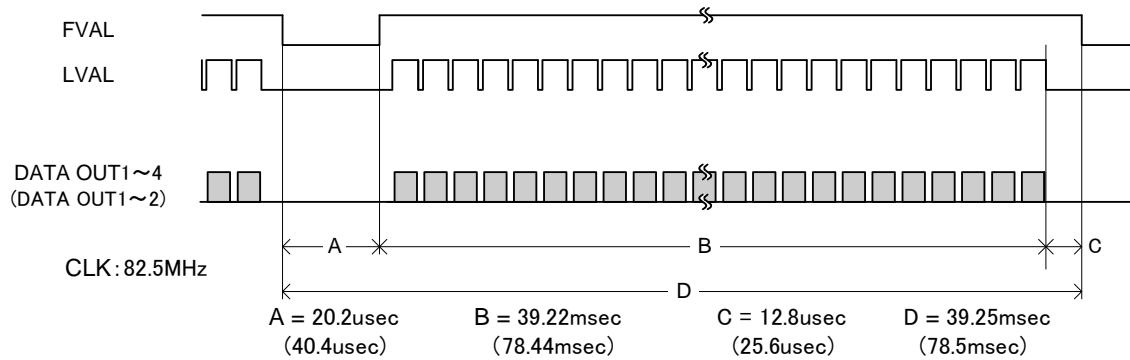 FVAL
LVAL
DATA OUT1～4
(DATA OUT1～2)
A
B
C
CLK：82.5MHz
D
A = 20.2usec B = 39.22msec C = 12.8usec D = 39.25msec
(40.4usec) (78.44msec) (25.6usec) (78.5msec)